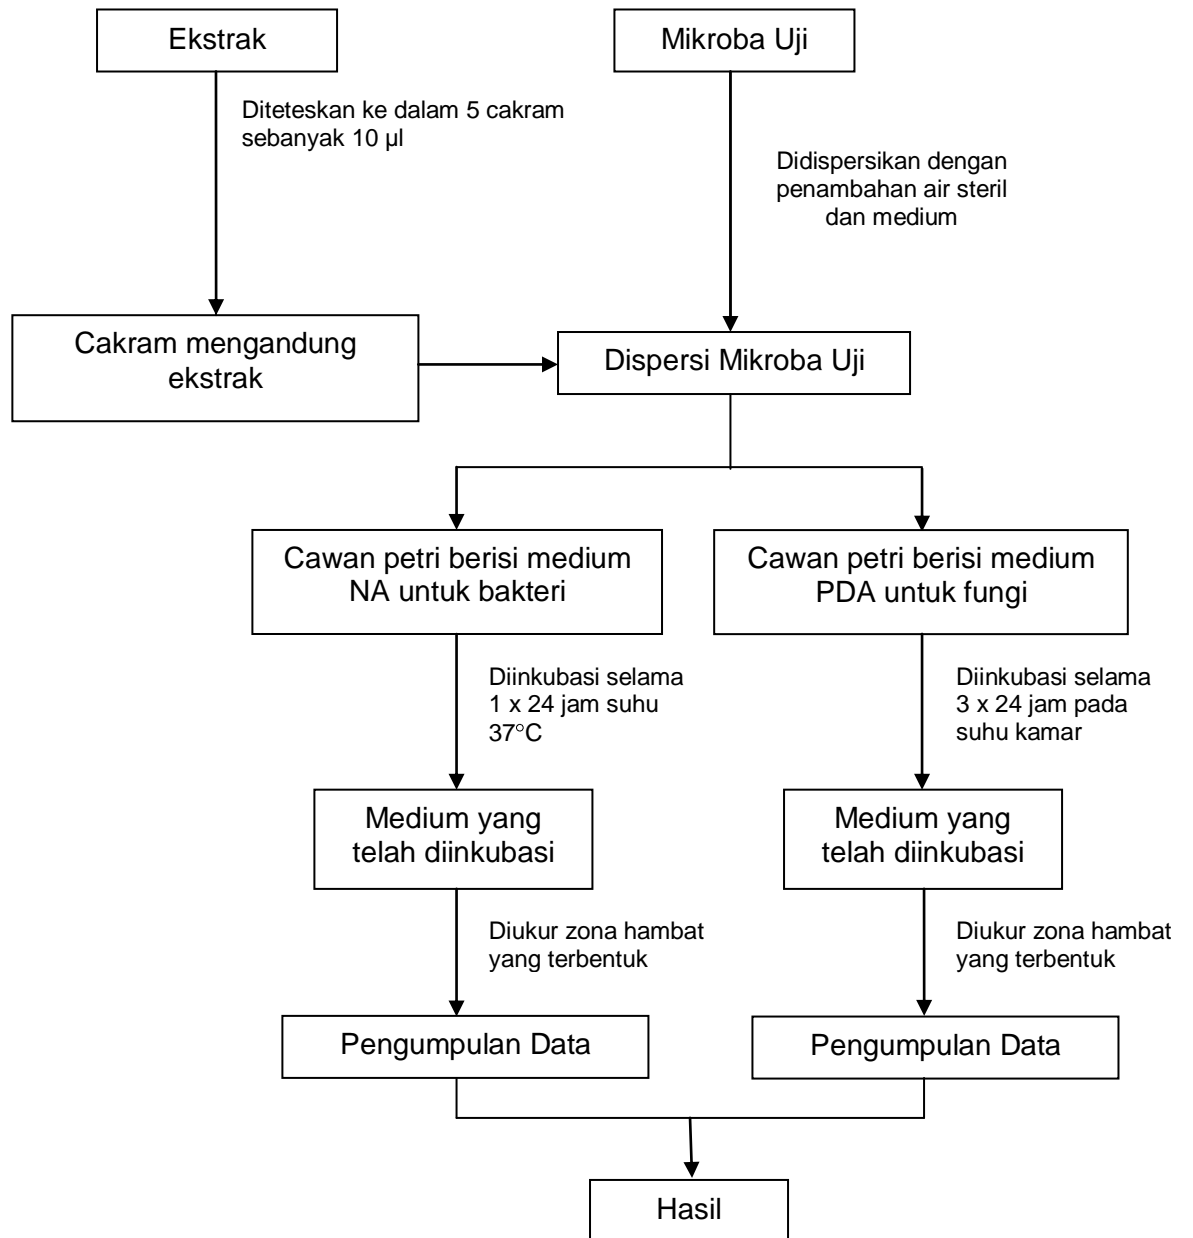 Ekstrak
Mikroba Uji
Diteteskan ke dalam 5 cakram
sebanyak 10 µl
Didispersikan dengan
penambahan air steril
dan medium
Cakram mengandung
ekstrak
Dispersi Mikroba Uji
Cawan petri berisi medium
NA untuk bakteri
Cawan petri berisi medium
PDA untuk fungi
Diinkubasi selama
1 x 24 jam suhu
37°C
Diinkubasi selama
3 x 24 jam pada
suhu kamar
Medium yang
telah diinkubasi
Medium yang
telah diinkubasi
Diukur zona hambat
yang terbentuk
Diukur zona hambat
yang terbentuk
Pengumpulan Data
Pengumpulan Data
Hasil